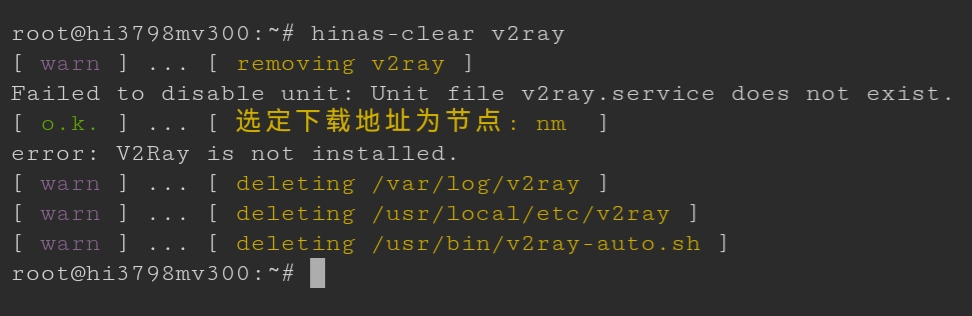 root@hi3798mv300:~# hinas-clear v2ray
[ warn ] ... [ removing v2ray ]
Failed to disable unit: Unit file v2ray.service does not exist.
[ o.k. ] ... [ 选定下载地址为节点: nm  ]
error: V2Ray is not installed.
[ warn ] ... [ deleting /var/log/v2ray ]
[ warn ] ... [ deleting /usr/local/etc/v2ray ]
[ warn ] ... [ deleting /usr/bin/v2ray-auto.sh ]
root@hi3798mv300:~#